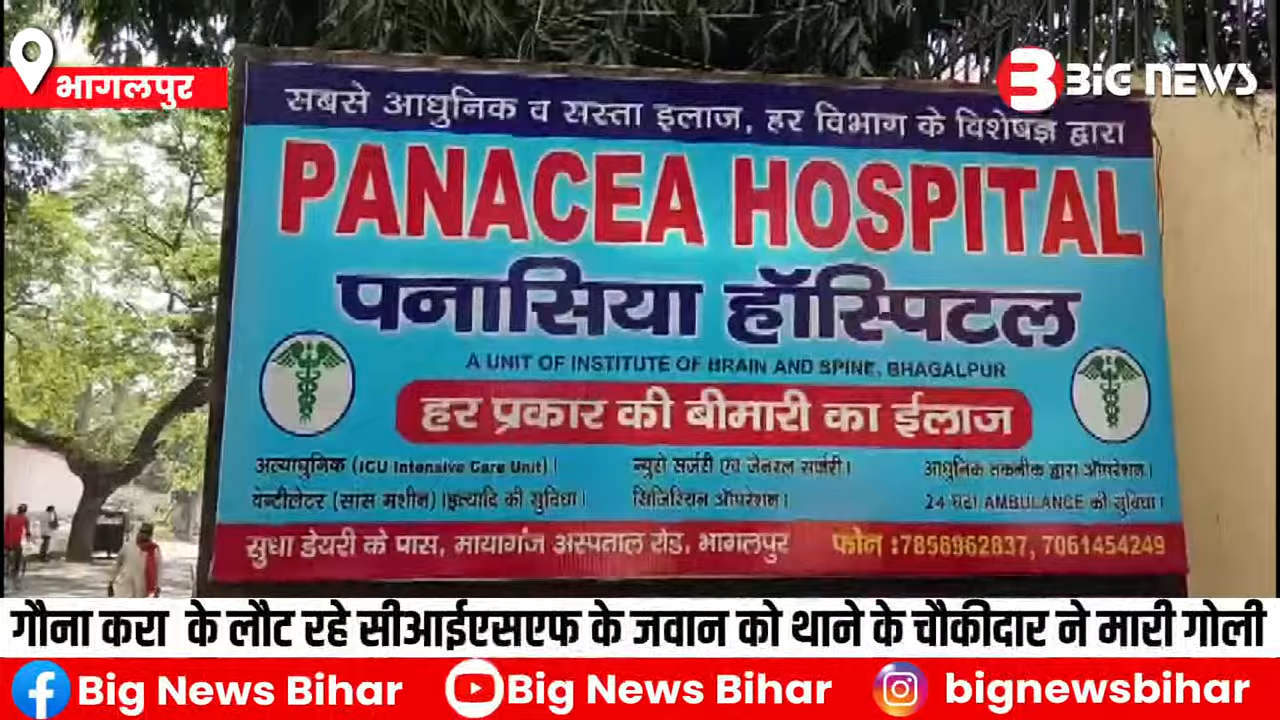 भागलपुर
BIG NEWS
सबसे आधुनिक व सस्ता इलाज, हर विभाग के विशेषज्ञ द्वारा
PANACEA HOSPITAL
पनासिया हॉस्पिटल
A UNIT OF INSTITUTE OF BRAIN AND SPINE, BHAGALPUR
हर प्रकार की बीमारी का ईलाज
अत्याधुनिक (ICU Intensive Care Unit)। न्युरो सर्जरी एवं जेनरल सर्जरी। आधुनिक तकनीक द्वारा ऑपरेशन।
वेन्टीलेटर (सांस मशीन) इत्यादि की सुविधा। सिजिरियन ऑपरेशन। 24 घंटा AMBULANCE की सुविधा।
सुधा डेयरी के पास, मायागंज अस्पताल रोड, भागलपुर फोन :7856962837, 7061454249
गौना करा के लौट रहे सीआईएसएफ के जवान को थाने के चौकीदार ने मारी गोली
Big News Bihar Big News Bihar bignewsbihar